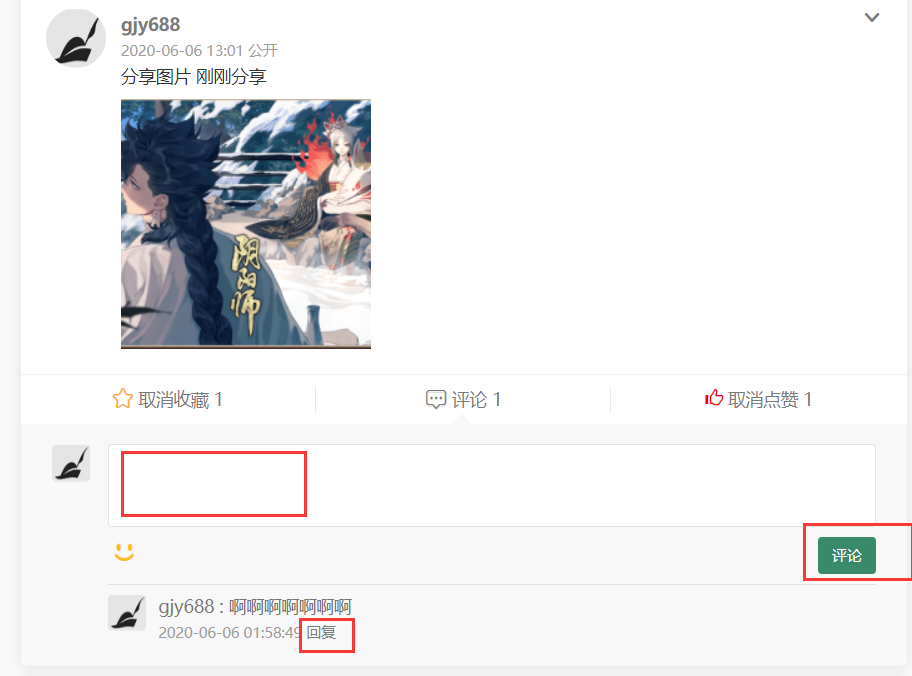 gjy688
2020-06-06 13:01 公开
分享图片 刚刚分享
阴阳师
取消收藏 1
评论 1
取消点赞 1
评论
gjy688 : 啊啊啊啊啊啊啊
2020-06-06 01:58:49 回复